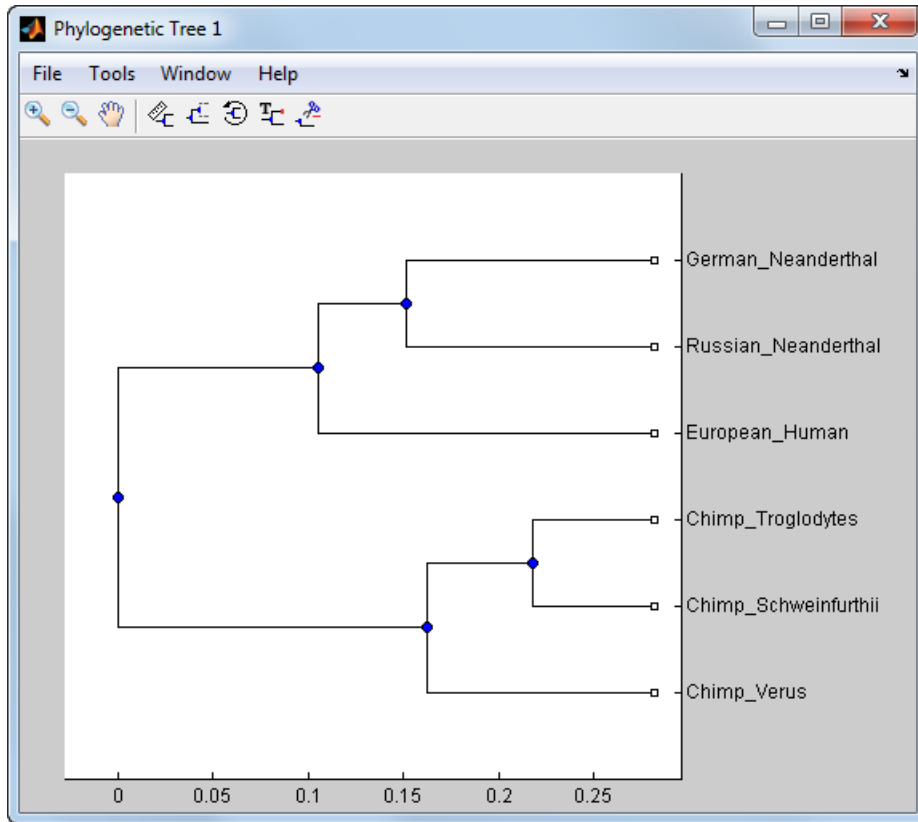 Phylogenetic Tree 1
File Tools Window Help
German_Neanderthal
Russian_Neanderthal
European_Human
Chimp_Troglodytes
Chimp_Schweinfurthii
Chimp_Verus
0 0.05 0.1 0.15 0.2 0.25